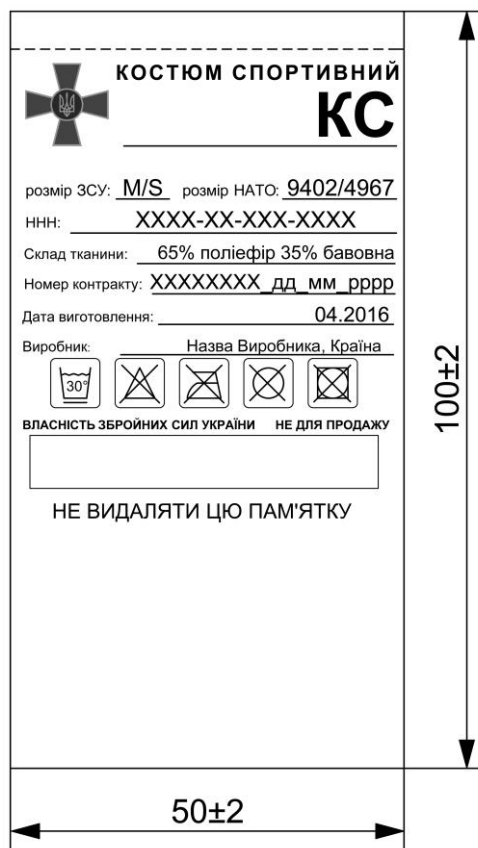 КОСТЮМ СПОРТИВНИЙ
КС
розмір ЗСУ: M/S розмір НАТО: 9402/4967
ННН: XXXX-XX-XXX-XXXX
Склад тканини: 65% поліефір 35% бавовна
Номер контракту: XXXXXXXX_дд_мм_рррр
Дата виготовлення: 04.2016
Виробник: Назва Виробника, Країна
30°
ВЛАСНІСТЬ ЗБРОЙНИХ СИЛ УКРАЇНИ НЕ ДЛЯ ПРОДАЖУ
НЕ ВИДАЛЯТИ ЦЮ ПАМ'ЯТКУ
100±2
50±2